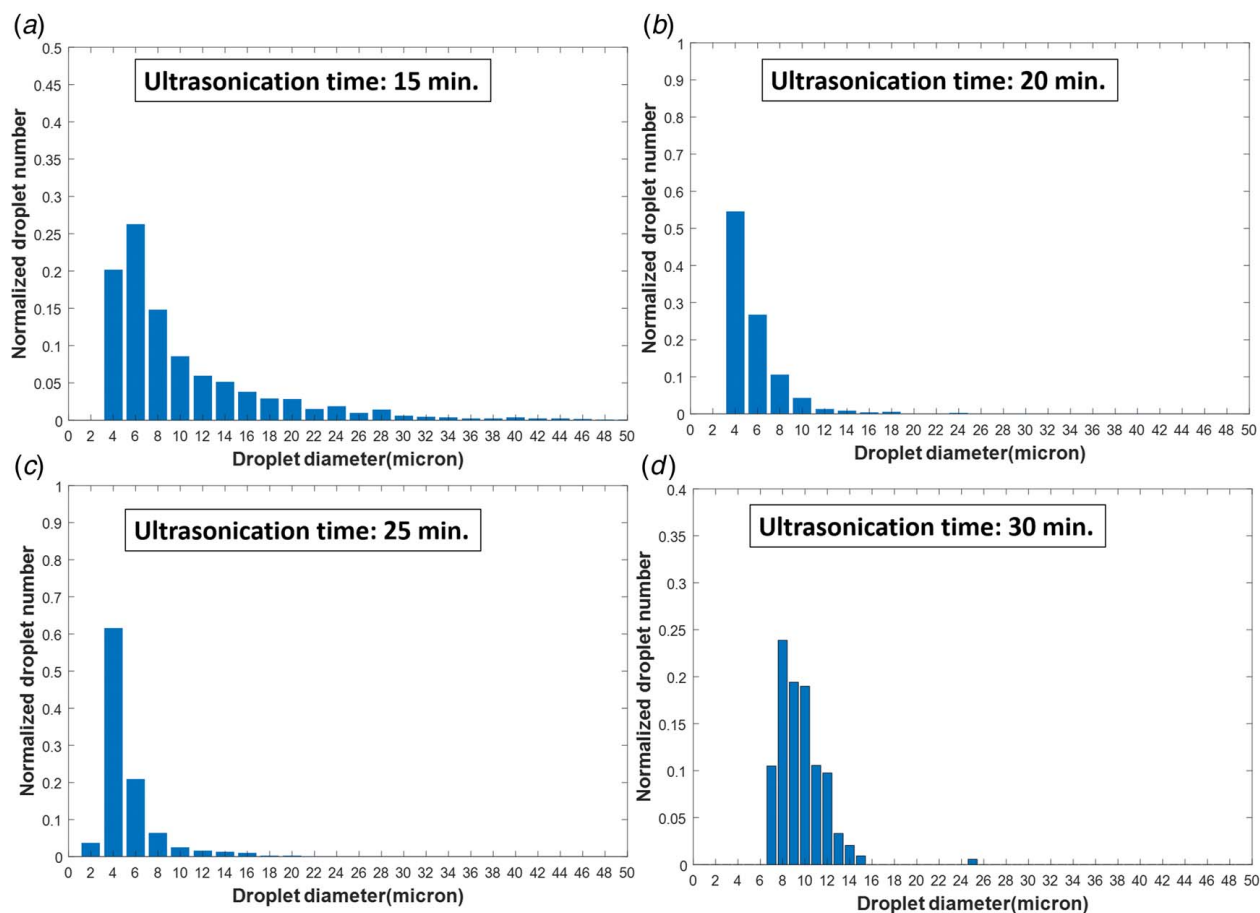 (a)
Ultrasonication time: 15 min.
Normalized droplet number
0.5
0.45
0.4
0.35
0.3
0.25
0.2
0.15
0.1
0.05
0
0 2 4 6 8 10 12 14 16 18 20 22 24 26 28 30 32 34 36 38 40 42 44 46 48 50
Droplet diameter(micron)
(b)
Ultrasonication time: 20 min.
Normalized droplet number
1
0.9
0.8
0.7
0.6
0.5
0.4
0.3
0.2
0.1
0
0 2 4 6 8 10 12 14 16 18 20 22 24 26 28 30 32 34 36 38 40 42 44 46 48 50
Droplet diameter(micron)
(c)
Ultrasonication time: 25 min.
Normalized droplet number
1
0.9
0.8
0.7
0.6
0.5
0.4
0.3
0.2
0.1
0
0 2 4 6 8 10 12 14 16 18 20 22 24 26 28 30 32 34 36 38 40 42 44 46 48 50
Droplet diameter(micron)
(d)
Ultrasonication time: 30 min.
Normalized droplet number
0.4
0.35
0.3
0.25
0.2
0.15
0.1
0.05
0
0 2 4 6 8 10 12 14 16 18 20 22 24 26 28 30 32 34 36 38 40 42 44 46 48 50
Droplet diameter(micron)